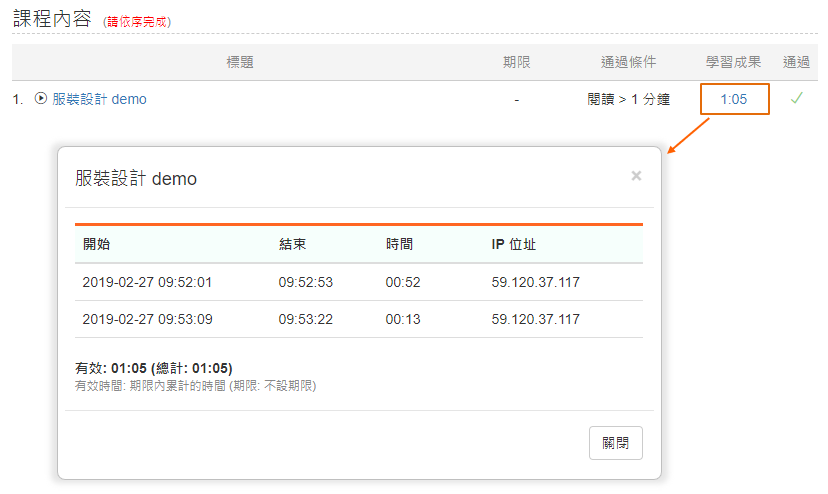 課程內容 (請依序完成)
標題 期限 通過條件 學習成果 通過
1. 服裝設計 demo - 閱讀 > 1 分鐘 1:05 ✓
服裝設計 demo ×
開始 結束 時間 IP 位址
2019-02-27 09:52:01 09:52:53 00:52 59.120.37.117
2019-02-27 09:53:09 09:53:22 00:13 59.120.37.117
有效: 01:05 (總計: 01:05)
有效時間: 期限內累計的時間 (期限: 不設期限)
關閉